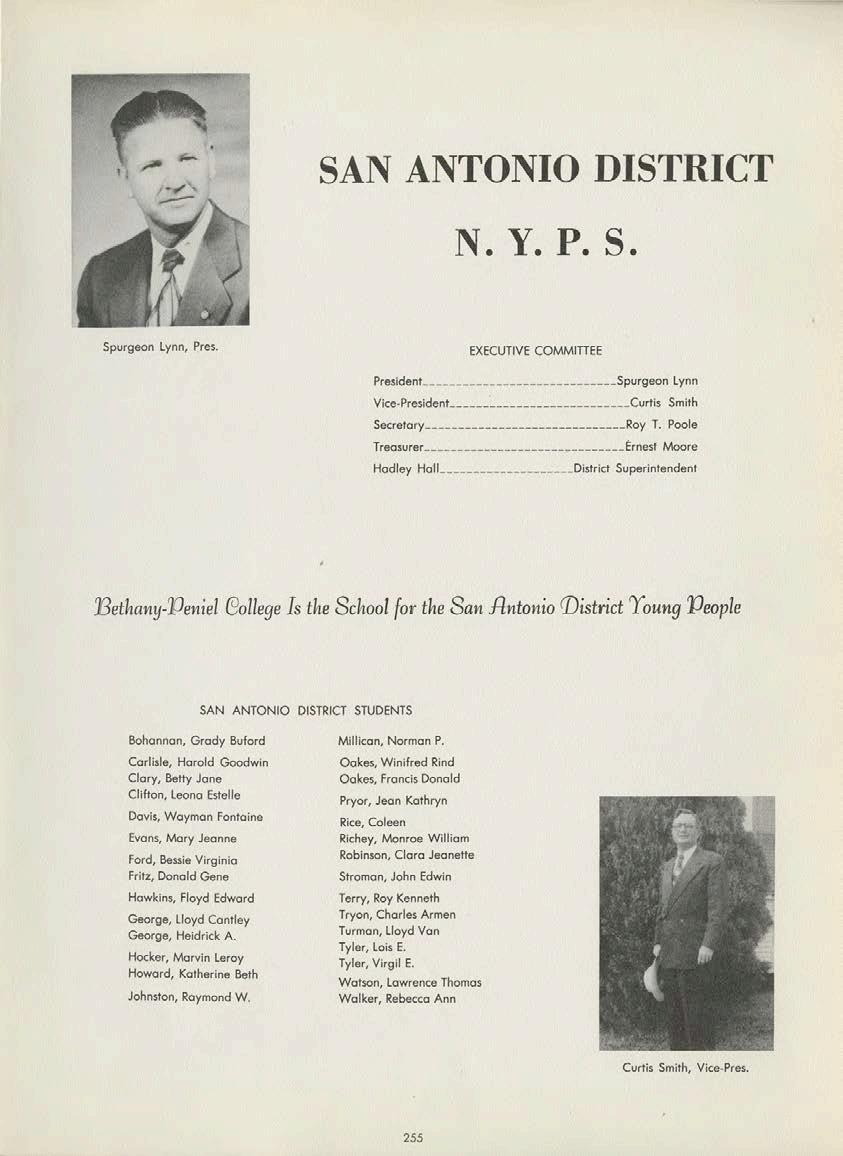 SAN ANTONIO DISTRICT
N. Y. P. S.
Spurgeon Lynn, Pres.
EXECUTIVE COMMITTEE
President____________________________Spurgeon Lynn
Vice-President__________________________Curtis Smith
Secretary_____________________________Roy T. Poole
Treasurer_____________________________Ernest Moore
Hadley Hall____________________District Superintendent
Bethany-Peniel College Is the School for the San Antonio District Young People
SAN ANTONIO DISTRICT STUDENTS
Bohannan, Grady Buford
Carlisle, Harold Goodwin
Clary, Betty Jane
Clifton, Leona Estelle
Davis, Wayman Fontaine
Evans, Mary Jeanne
Ford, Bessie Virginia
Fritz, Donald Gene
Hawkins, Floyd Edward
George, Lloyd Cantley
George, Heidrick A.
Hocker, Marvin Leroy
Howard, Katherine Beth
Johnston, Raymond W.
Millican, Norman P.
Oakes, Winifred Rind
Oakes, Francis Donald
Pryor, Jean Kathryn
Rice, Coleen
Richey, Monroe William
Robinson, Clara Jeanette
Stroman, John Edwin
Terry, Roy Kenneth
Tryon, Charles Armen
Turman, Lloyd Van
Tyler, Lois E.
Tyler, Virgil E.
Watson, Lawrence Thomas
Walker, Rebecca Ann
Curtis Smith, Vice-Pres.
255